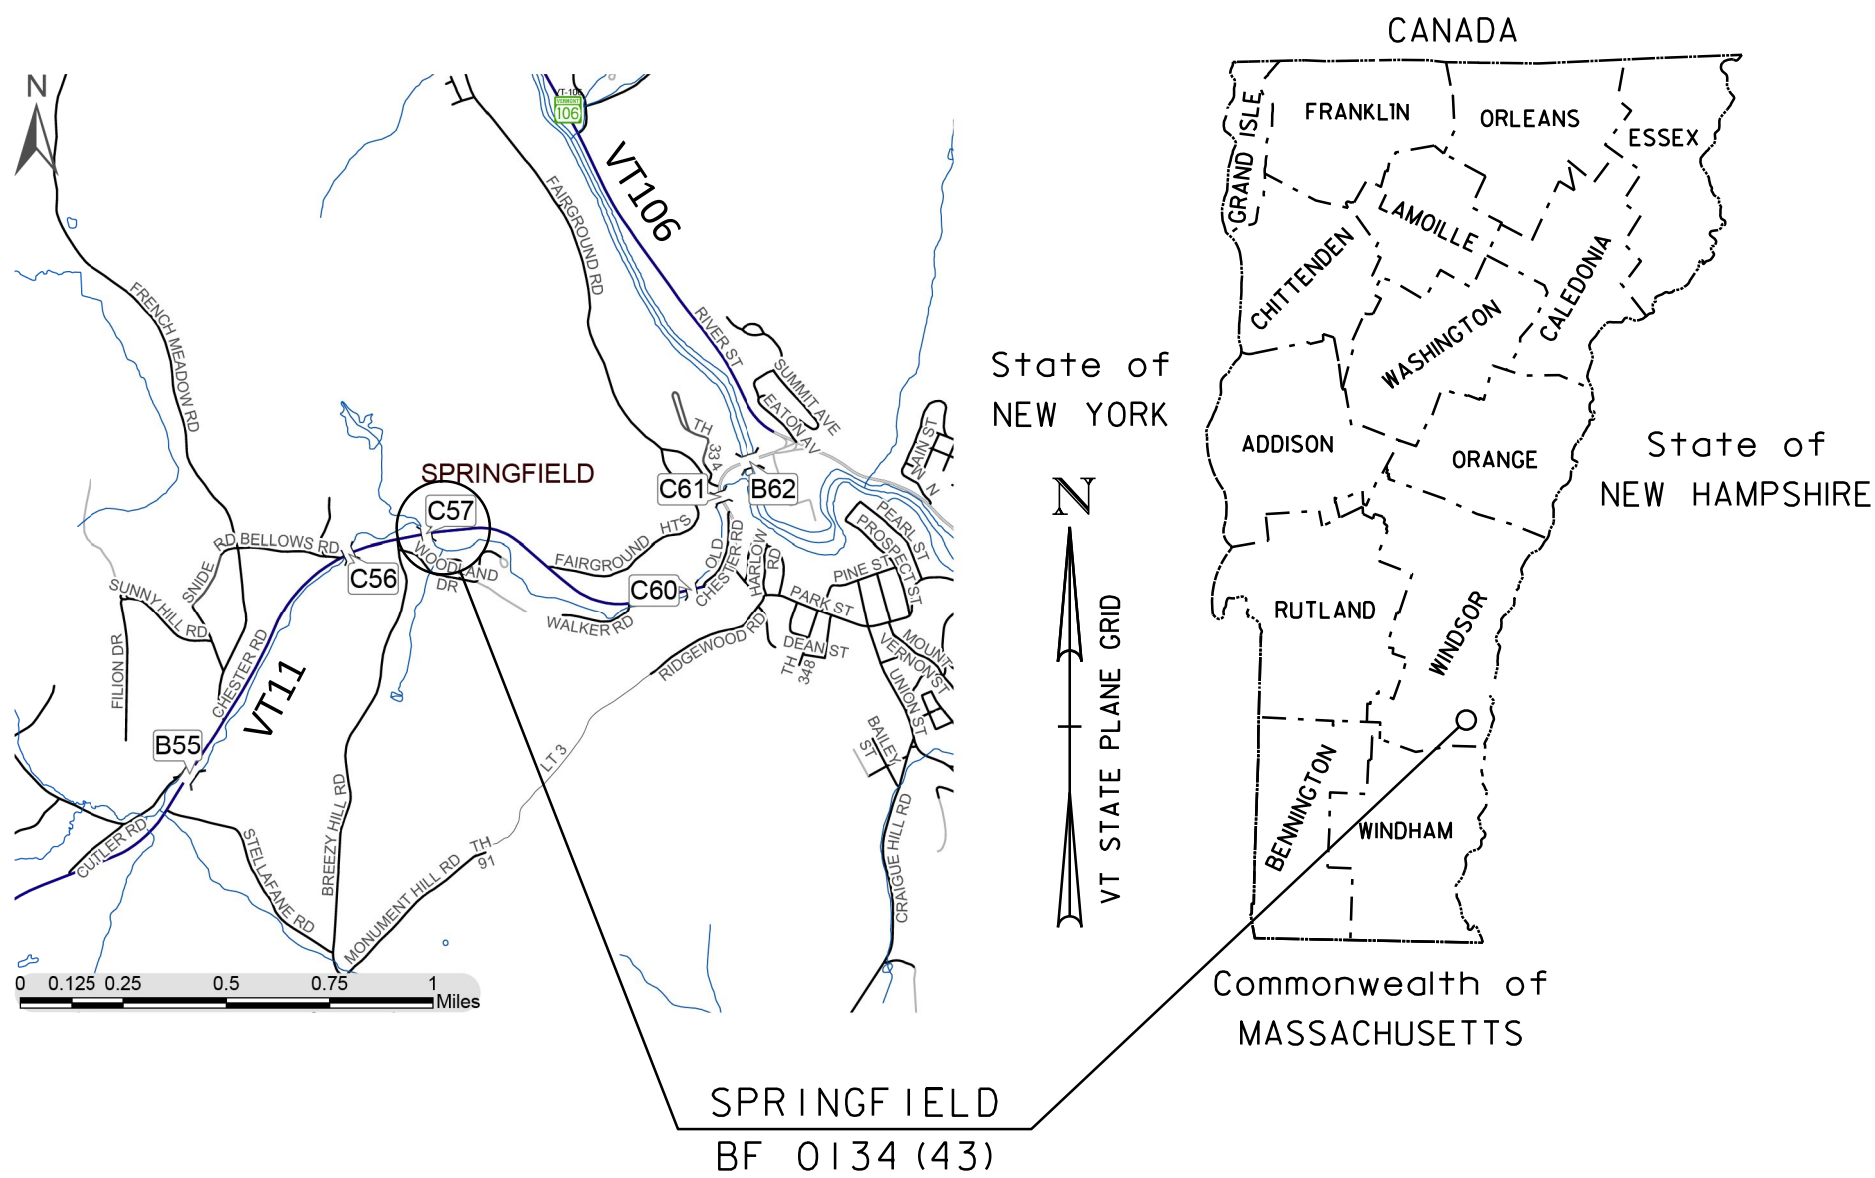 CANADA
N
VT-106
VERMONT
106
VT106
FRANKLIN
ORLEANS
ESSEX
GRAND ISLE
LAMOILLE
CHITTENDEN
CALEDONIA
WASHINGTON
FAIRGROUND RD
FRENCH MEADOW RD
RIVER ST
SUMMIT AVE
EATON AV
State of
NEW YORK
ADDISON
ORANGE
State of
NEW HAMPSHIRE
TH 334
MAIN ST
N
W
SPRINGFIELD
C61
B62
C57
N
PEARL ST
PROSPECT ST
RD BELLOWS RD
SNIDE
C56
WOODLAND
DR
FAIRGROUND HTS
OLD
CHESTER RD
HARLOW
RD
C60
PINE ST
PARK ST
SUNNY HILL RD
WALKER RD
RIDGEWOOD RD
DEAN ST
TH
348
MOUNT
VERNON ST
UNION ST
FILION DR
CHESTER RD
VT11
RUTLAND
WINDSOR
VT STATE PLANE GRID
B55
BAILEY
ST
LT 3
CUTLER RD
STELLAFANE RD
BREEZY HILL RD
MONUMENT HILL RD
TH
91
CRAIGUE HILL RD
BENNINGTON
WINDHAM
0 0.125 0.25 0.5 0.75 1
Miles
Commonwealth of
MASSACHUSETTS
SPRINGFIELD
BF 0134 (43)